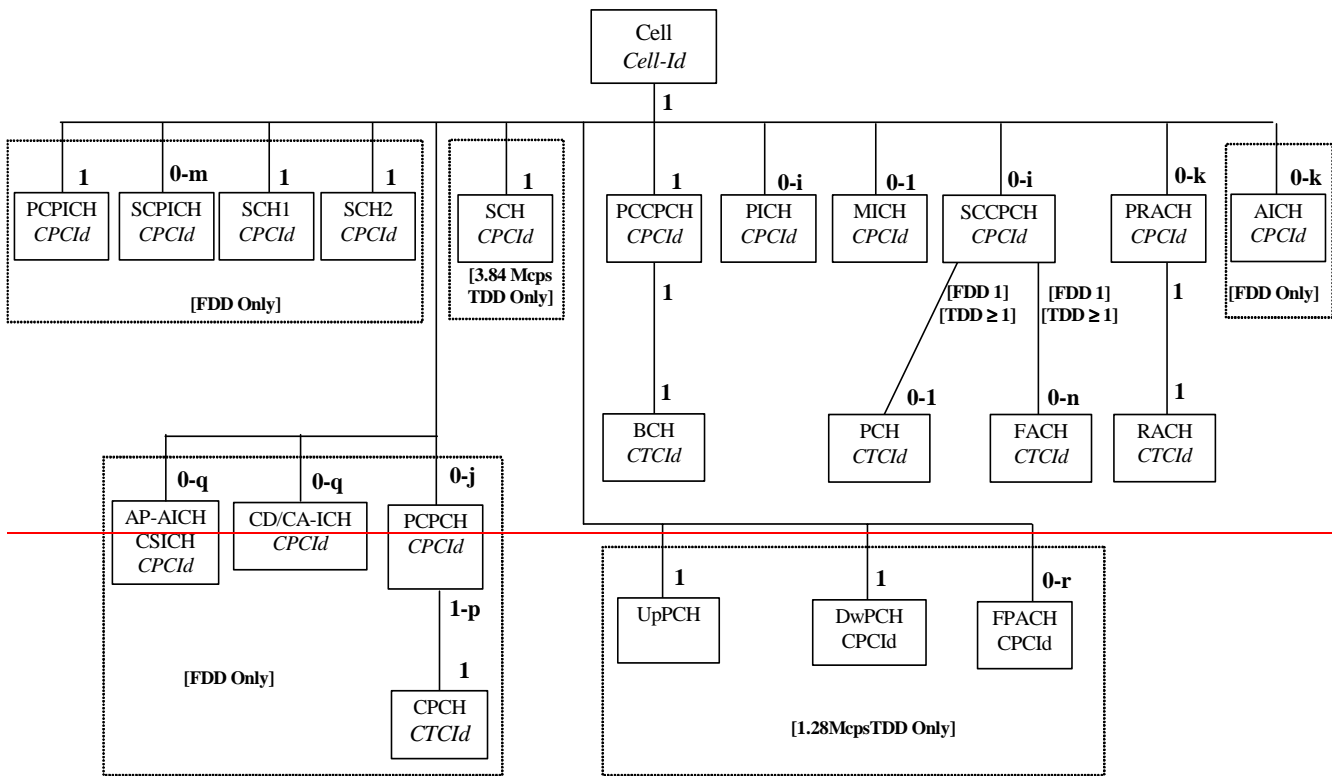 Cell
Cell-Id
1
1
0-m
1
1
1
1
0-i
0-1
0-i
0-k
0-k
PCPICH
CPCId
SCPICH
CPCId
SCH1
CPCId
SCH2
CPCId
SCH
CPCId
PCCPCH
CPCId
PICH
CPCId
MICH
CPCId
SCCPCH
CPCId
PRACH
CPCId
AICH
CPCId
[FDD Only]
[3.84 Mcps
TDD Only]
1
[FDD 1]
[TDD ≥ 1]
[FDD 1]
[TDD ≥ 1]
1
[FDD Only]
1
0-1
0-n
1
BCH
CTCId
PCH
CTCId
FACH
CTCId
RACH
CTCId
0-q
0-q
0-j
AP-AICH
CSICH
CPCId
CD/CA-ICH
CPCId
PCPCH
CPCId
1-p
1
CPCH
CTCId
[FDD Only]
1
1
0-r
UpPCH
DwPCH
CPCId
FPACH
CPCId
[1.28McpsTDD Only]